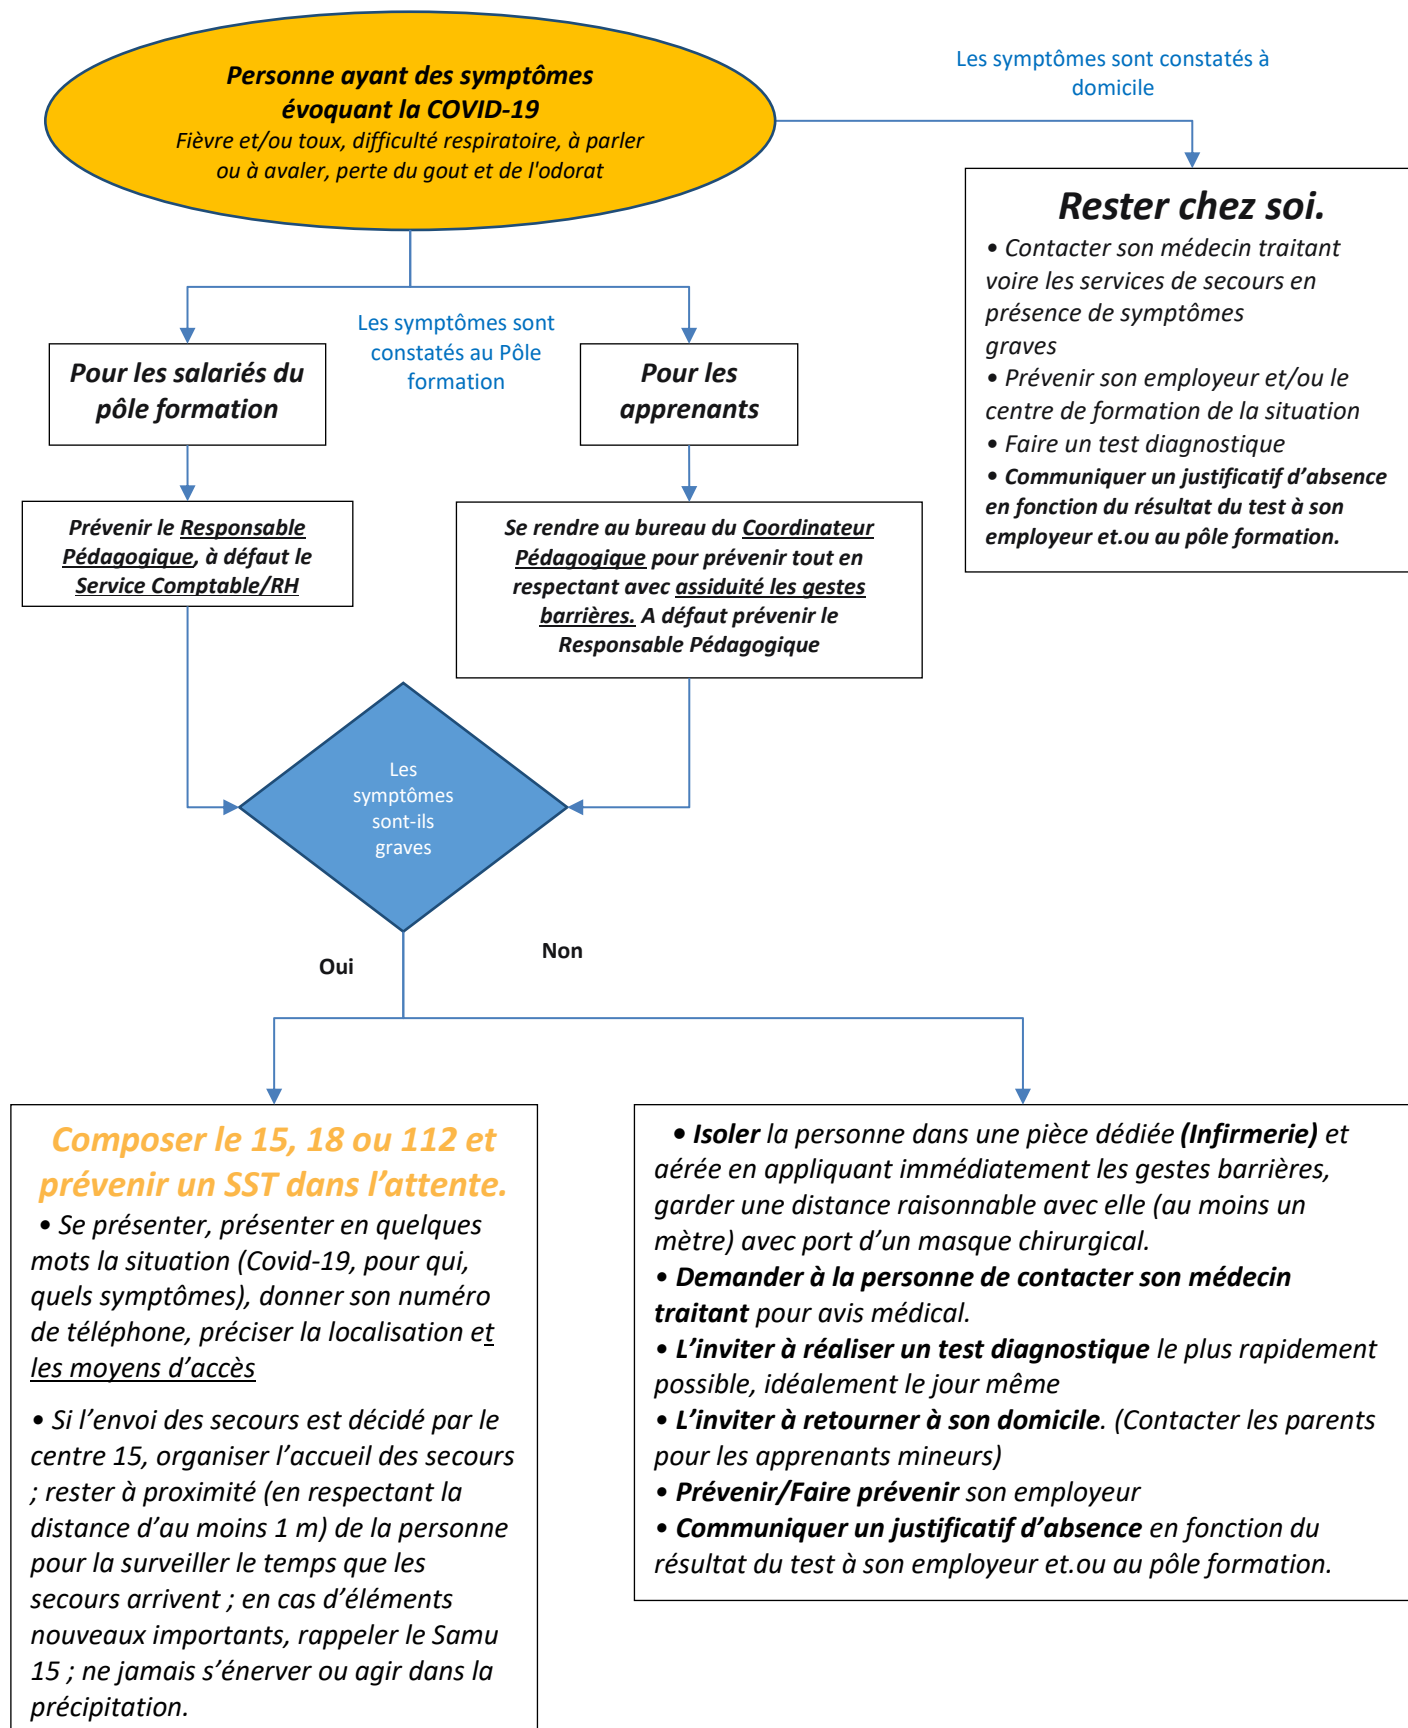 Personne ayant des symptômes
évoquant la COVID-19
Fièvre et/ou toux, difficulté respiratoire, à parler
ou à avaler, perte du gout et de l'odorat
Les symptômes sont constatés à
domicile
Rester chez soi.
• Contacter son médecin traitant
voire les services de secours en
présence de symptômes
graves
• Prévenir son employeur et/ou le
centre de formation de la situation
• Faire un test diagnostique
• Communiquer un justificatif d’absence
en fonction du résultat du test à son
employeur et.ou au pôle formation.
Les symptômes sont
constatés au Pôle
formation
Pour les salariés du
pôle formation
Pour les
apprenants
Prévenir le Responsable
Pédagogique, à défaut le
Service Comptable/RH
Se rendre au bureau du Coordinateur
Pédagogique pour prévenir tout en
respectant avec assiduité les gestes
barrières. A défaut prévenir le
Responsable Pédagogique
Les
symptômes
sont-ils
graves
Oui
Non
Composer le 15, 18 ou 112 et
prévenir un SST dans l’attente.
• Se présenter, présenter en quelques
mots la situation (Covid-19, pour qui,
quels symptômes), donner son numéro
de téléphone, préciser la localisation et
les moyens d’accès
• Si l’envoi des secours est décidé par le
centre 15, organiser l’accueil des secours
; rester à proximité (en respectant la
distance d’au moins 1 m) de la personne
pour la surveiller le temps que les
secours arrivent ; en cas d’éléments
nouveaux importants, rappeler le Samu
15 ; ne jamais s’énerver ou agir dans la
précipitation.
• Isoler la personne dans une pièce dédiée (Infirmerie) et
aérée en appliquant immédiatement les gestes barrières,
garder une distance raisonnable avec elle (au moins un
mètre) avec port d’un masque chirurgical.
• Demander à la personne de contacter son médecin
traitant pour avis médical.
• L’inviter à réaliser un test diagnostique le plus rapidement
possible, idéalement le jour même
• L’inviter à retourner à son domicile. (Contacter les parents
pour les apprenants mineurs)
• Prévenir/Faire prévenir son employeur
• Communiquer un justificatif d’absence en fonction du
résultat du test à son employeur et.ou au pôle formation.